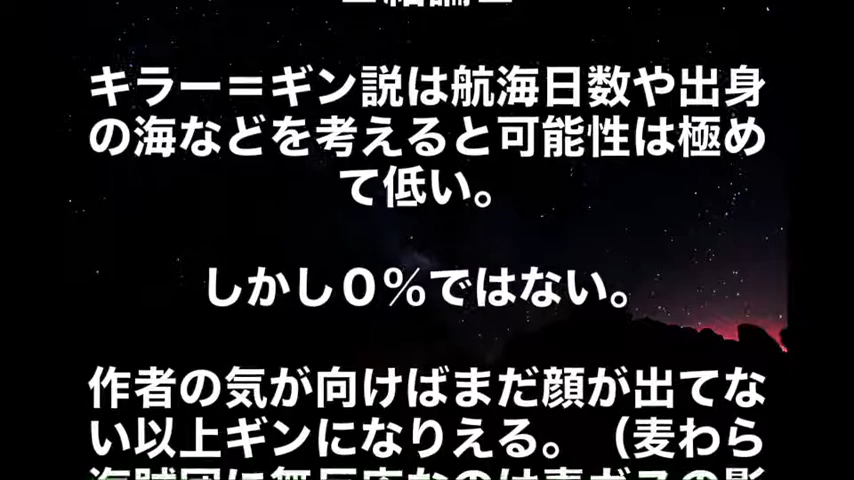 キラー＝ギン説は航海日数や出身
の海などを考えると可能性は極め
て低い。
しかし０％ではない。
作者の気が向けばまだ顔が出てな
い以上ギンになりえる。（麦わら